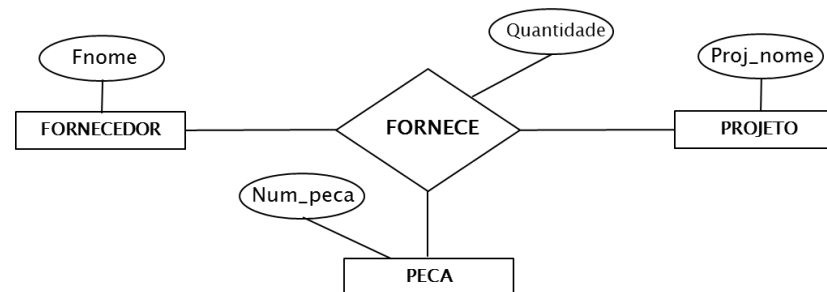 Quantidade
Fnome
Proj_nome
FORNECEDOR
FORNECE
PROJETO
Num_peca
PECA